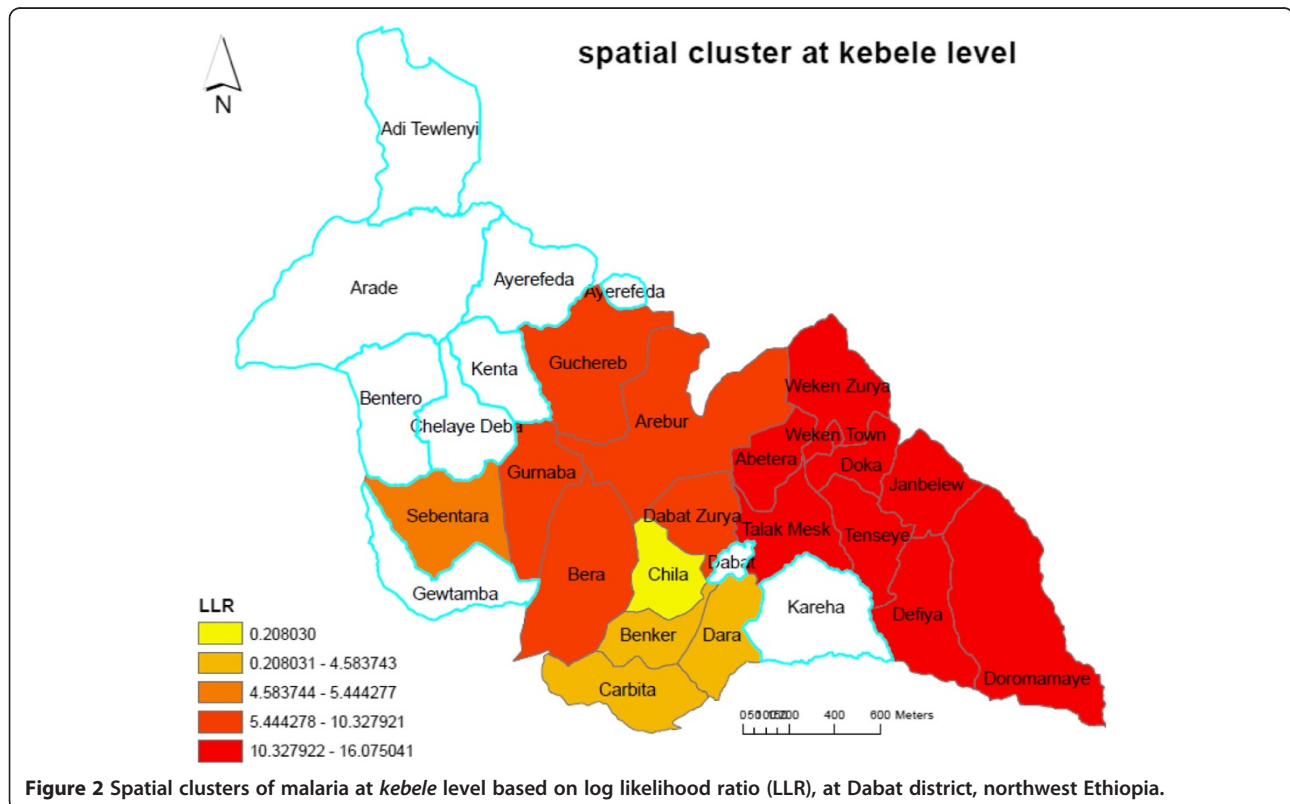 spatial cluster at kebele level
N
Adi Tewlenyi
Arade
Ayerefeda
Ayerefeda
Kenta
Guchereb
Bentero
Chelaye Deba
Arebur
Weken Zurya
Weken Town
Abetera
Doka
Janbelew
Gurnaba
Sebentara
Dabat Zurya
Talak Mesk
Tenseye
Bera
Chila
Dabat
Gewtamba
Kareha
Defiya
Benker
Dara
Doromamaye
Carbita
LLR
0.208030
0.208031 - 4.583743
4.583744 - 5.444277
5.444278 - 10.327921
10.327922 - 16.075041
400 600 Meters
Figure 2 Spatial clusters of malaria at kebele level based on log likelihood ratio (LLR), at Dabat district, northwest Ethiopia.